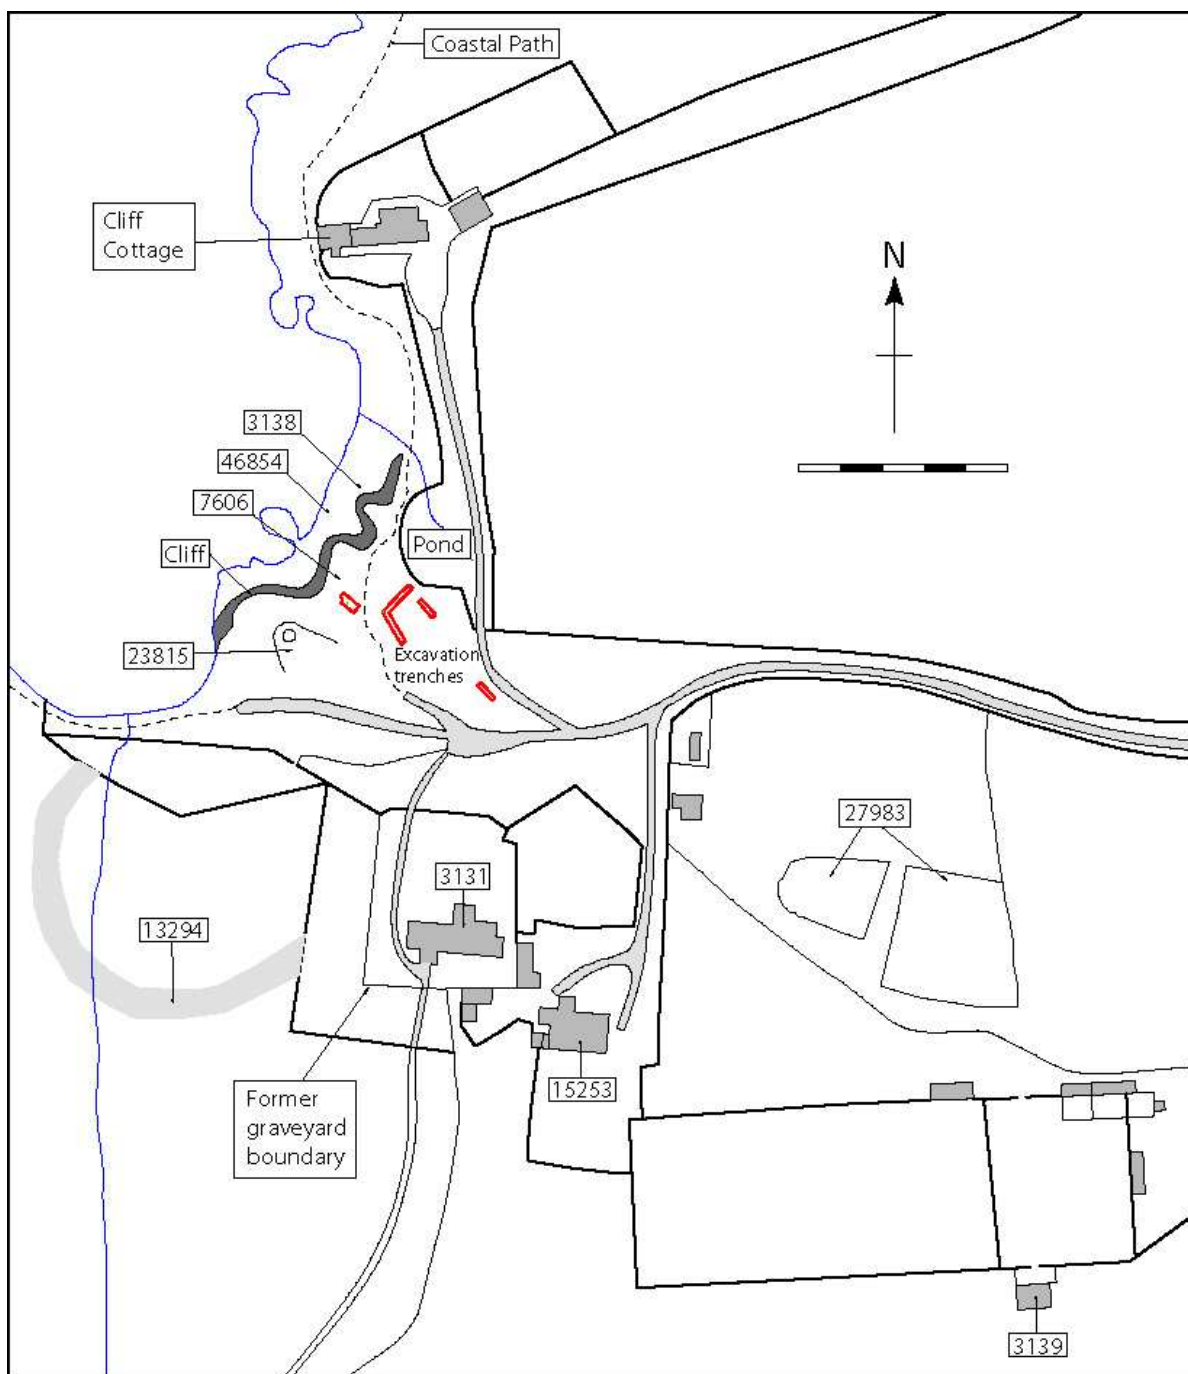 Coastal Path
Cliff
Cottage
N
3138
46854
7606
Cliff
Pond
23815
Excavation
trenches
27983
3131
13294
15253
Former
graveyard
boundary
3139